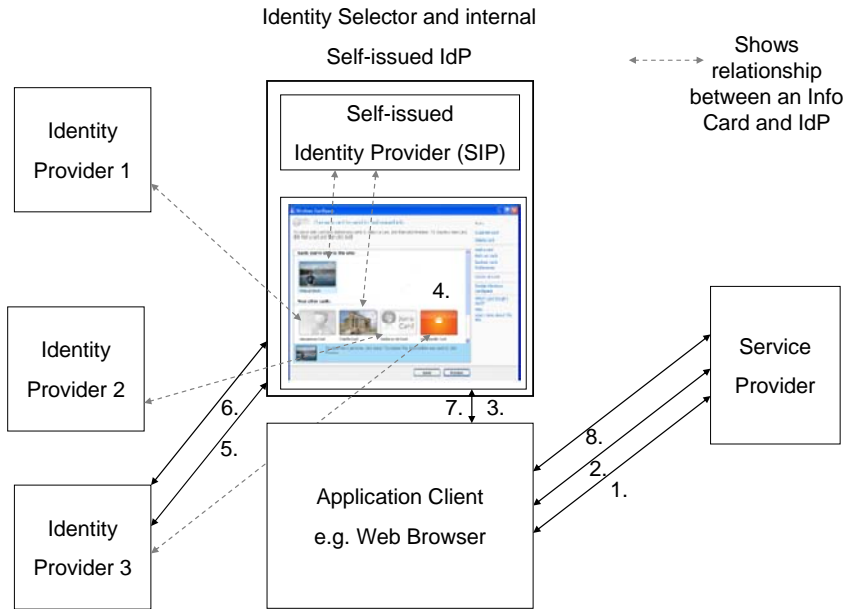 Identity Selector and internal
Self-issued IdP
Shows
relationship
between an Info
Card and IdP
Self-issued
Identity Provider (SIP)
Identity
Provider 1
4.
Identity
Provider 2
Service
Provider
6.
5.
7. 3.
8.
2.
1.
Application Client
e.g. Web Browser
Identity
Provider 3